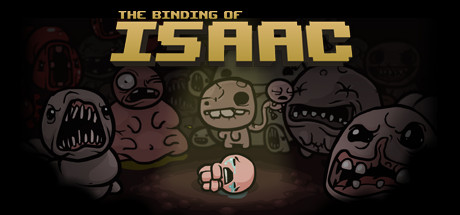 THE BINDING OF
ISAAC